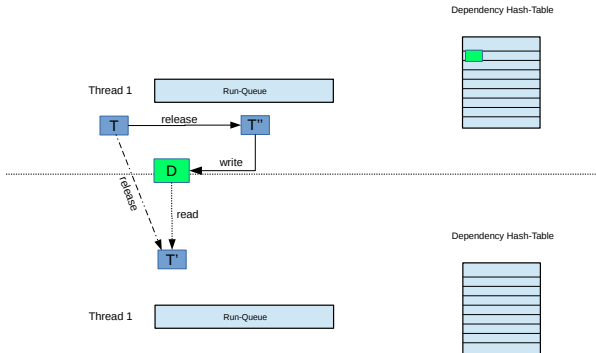 Dependency Hash-Table
Thread 1
Run-Queue
T
release
T"
D
write
release
read
Dependency Hash-Table
T'
Thread 1
Run-Queue